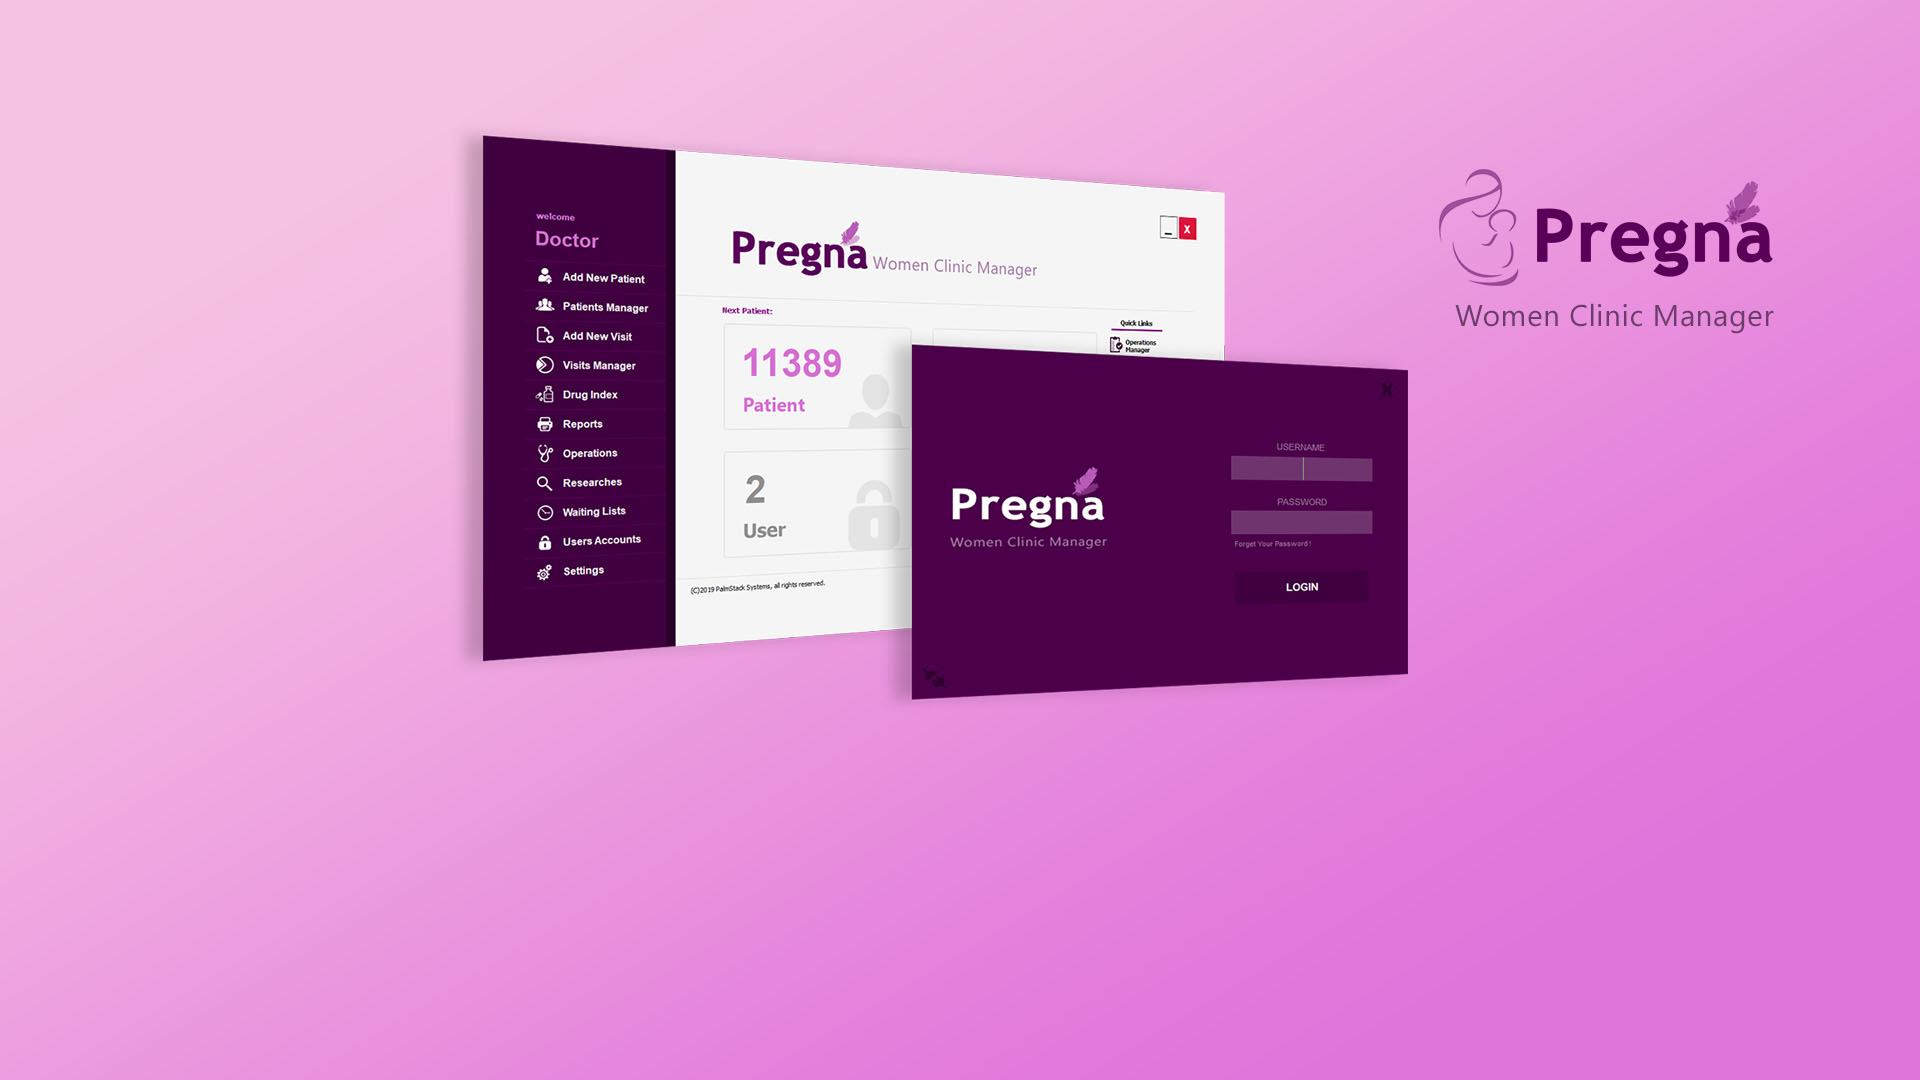 welcome
Doctor
Add New Patient
Patients Manager
Add New Visit
Visits Manager
Drug Index
Reports
Operations
Researches
Waiting Lists
Users Accounts
Settings
Pregna Women Clinic Manager
_ X
Next Patient:
11389
Patient
2
User
Quick Links
Operations
Manager
(C)2019 PalmStack Systems, all rights reserved.
X
Pregna
Women Clinic Manager
USERNAME
PASSWORD
Forget Your Password !
LOGIN
Pregna
Women Clinic Manager